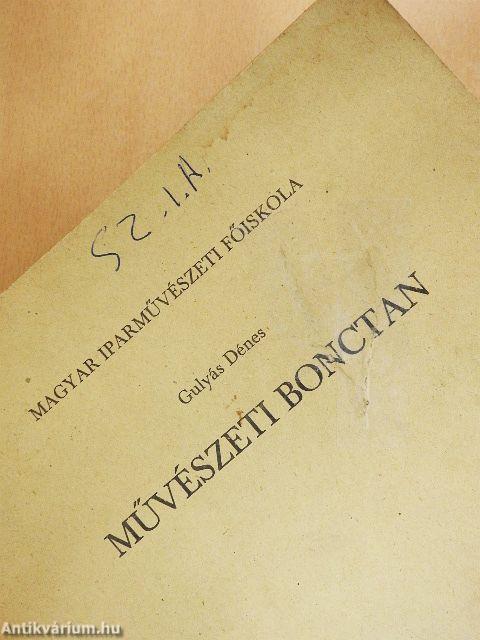 SZ.I.A.
MAGYAR IPARMŰVÉSZETI FŐISKOLA
Gulyás Dénes
MŰVÉSZETI BONCTAN
Antikvárium.hu